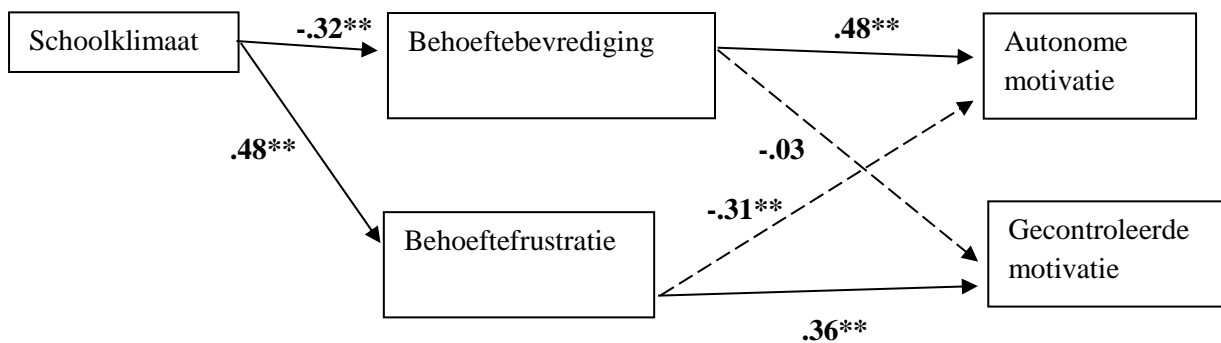 Schoolklimaat
-.32**
Behoeftebevrediging
.48**
Autonome
motivatie
.48**
-.03
-.31**
Behoeftefrustratie
Gecontroleerde
motivatie
.36**